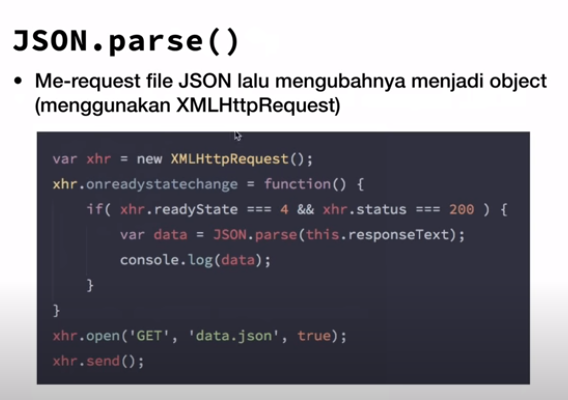 JSON.parse()
• Me-request file JSON lalu mengubahnya menjadi object
(menggunakan XMLHttpRequest)
var xhr = new XMLHttpRequest();
xhr.onreadystatechange = function() {
if( xhr.readyState === 4 && xhr.status === 200 ) {
var data = JSON.parse(this.responseText);
console.log(data);
}
}
xhr.open('GET', 'data.json', true);
xhr.send();